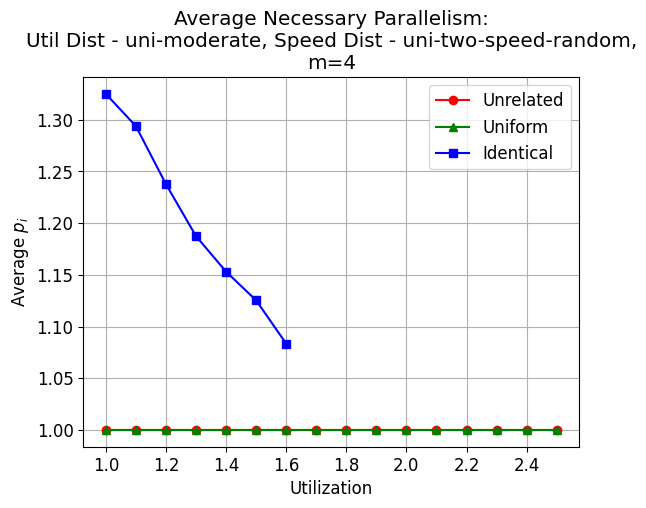 Average Necessary Parallelism:
Util Dist - uni-moderate, Speed Dist - uni-two-speed-random,
m=4
Unrelated
Uniform
Identical
1.30
1.25
1.20
1.15
1.10
1.05
1.00
Average p_i
1.0 1.2 1.4 1.6 1.8 2.0 2.2 2.4
Utilization